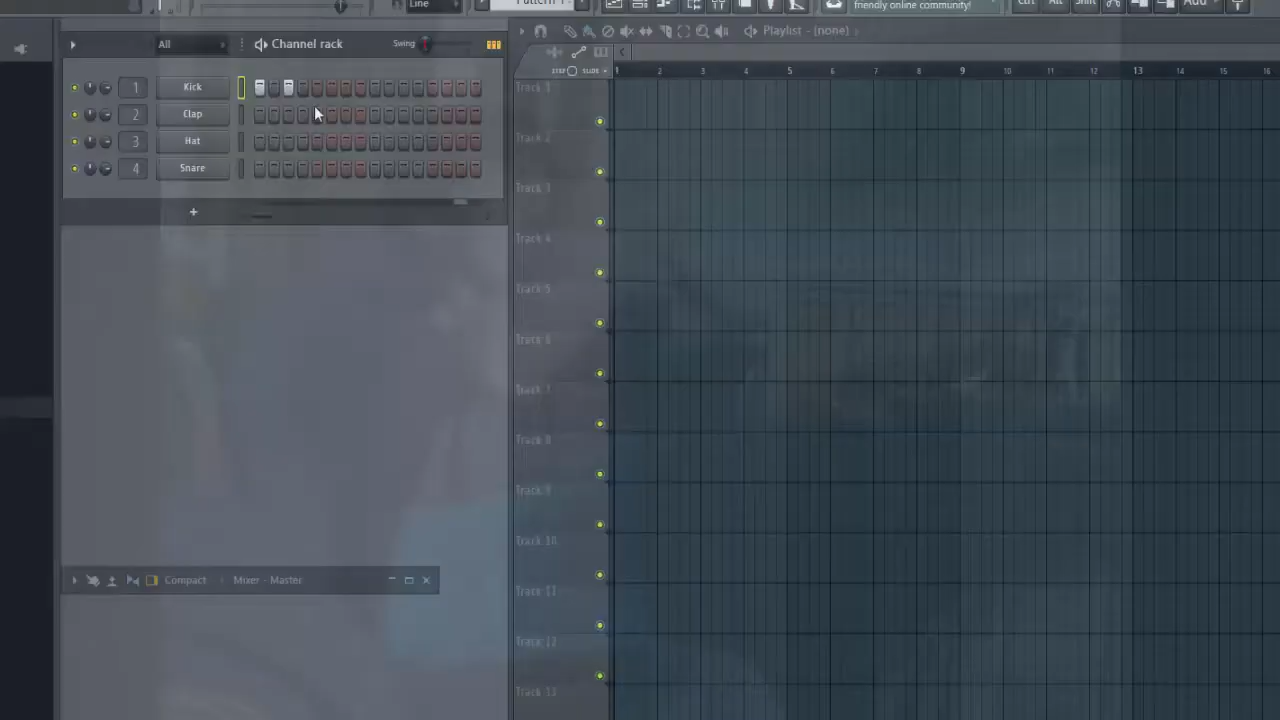 Line
Pattern 1
friendly online community!
Cut
Alt
Shift
Add
All
Channel rack
Swing
Playlist - (none)
STEP
SLIDE
1 2 3 4 5 6 7 8 9 10 11 12 13 14 15 16
1 Kick
2 Clap
3 Hat
4 Snare
+
Track 1
Track 2
Track 3
Track 4
Track 5
Track 6
Track 7
Track 8
Track 9
Track 10
Track 11
Track 12
Track 13
Compact
Mixer - Master